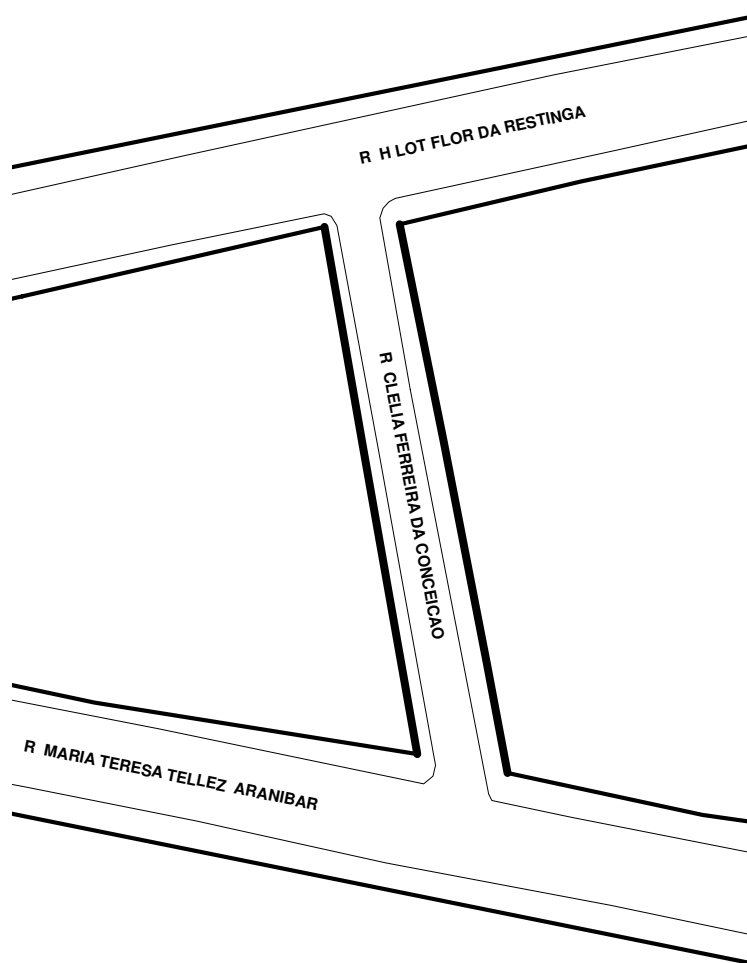 R H LOT FLOR DA RESTINGA
R CLELIA FERREIRA DA CONCEICAO
R MARIA TERESA TELLEZ ARANIBAR